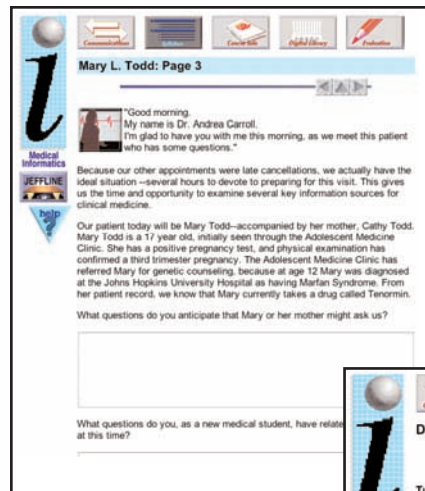 Communications
Syllabus
Course Info
Digital Library
Evaluation
Mary L. Todd: Page 3
"Good morning.
My name is Dr. Andrea Carroll.
I'm glad to have you with me this morning, as we meet this patient
who has some questions."
i
Medical
Informatics
JEFFLINE
help
?
Because our other appointments were late cancellations, we actually have the
ideal situation --several hours to devote to preparing for this visit. This gives
us the time and opportunity to examine several key information sources for
clinical medicine.
Our patient today will be Mary Todd--accompanied by her mother, Cathy Todd.
Mary Todd is a 17 year old, initially seen through the Adolescent Medicine
Clinic. She has a positive pregnancy test, and physical examination has
confirmed a third trimester pregnancy. The Adolescent Medicine Clinic has
referred Mary for genetic counseling, because at age 12 Mary was diagnosed
at the Johns Hopkins University Hospital as having Marfan Syndrome. From
her patient record, we know that Mary currently takes a drug called Tenormin.
What questions do you anticipate that Mary or her mother might ask us?
What questions do you, as a new medical student, have relate
at this time?
i
D